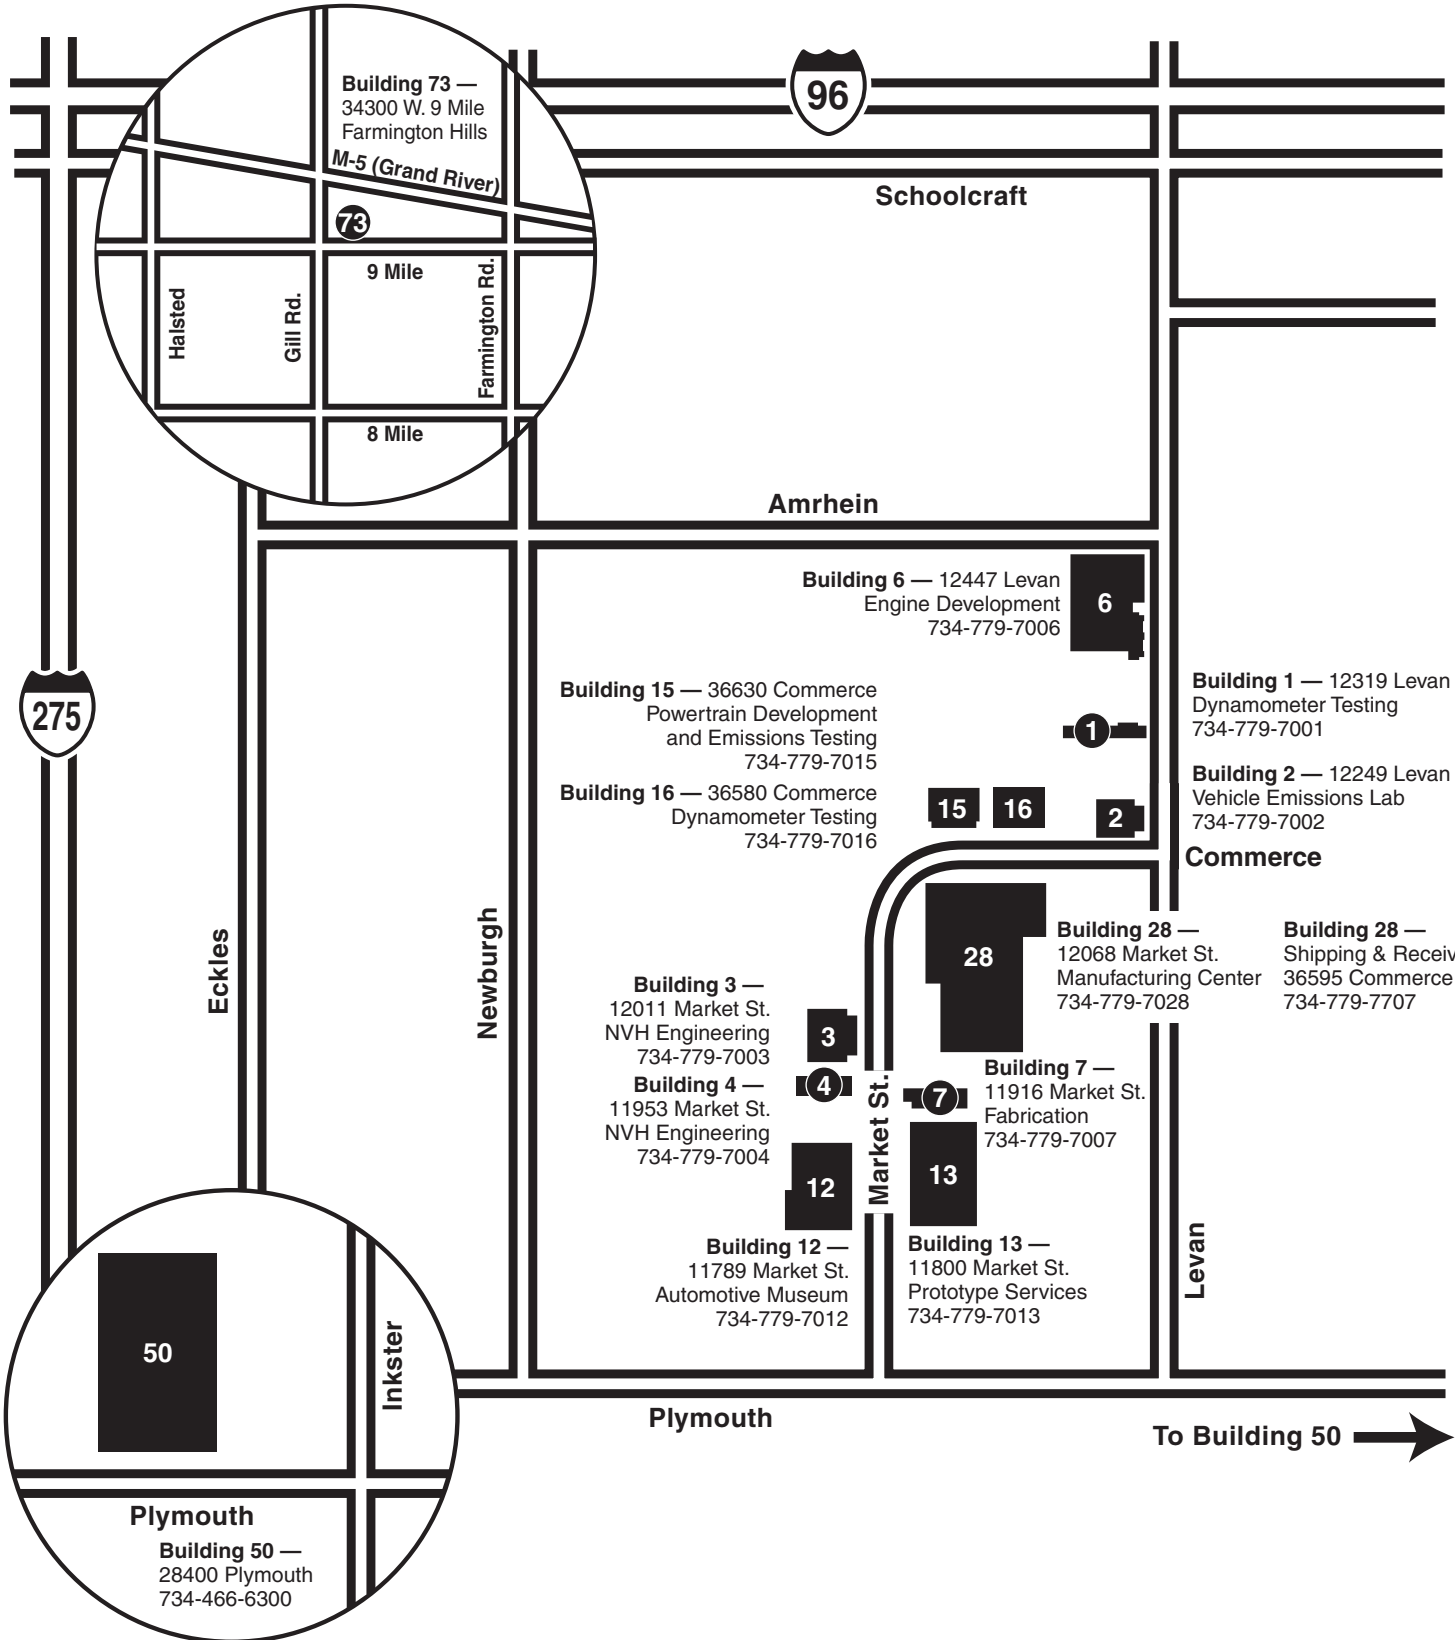 Building 73 —
34300 W. 9 Mile
Farmington Hills
M-5 (Grand River)
73
9 Mile
Halsted
Gill Rd.
Farmington Rd.
8 Mile
96
Schoolcraft
Amrhein
Building 6 — 12447 Levan
Engine Development
734-779-7006
6
275
Building 15 — 36630 Commerce
Powertrain Development
and Emissions Testing
734-779-7015
Building 1 — 12319 Levan
Dynamometer Testing
734-779-7001
1
Building 16 — 36580 Commerce
Dynamometer Testing
734-779-7016
15
16
2
Building 2 — 12249 Levan
Vehicle Emissions Lab
734-779-7002
Commerce
Eckles
Newburgh
28
Building 28 —
12068 Market St.
Manufacturing Center
734-779-7028
Building 28 —
Shipping & Receiv
36595 Commerce
734-779-7707
Building 3 —
12011 Market St.
NVH Engineering
734-779-7003
3
Building 4 —
11953 Market St.
NVH Engineering
734-779-7004
4
Market St.
7
Building 7 —
11916 Market St.
Fabrication
734-779-7007
12
13
Building 12 —
11789 Market St.
Automotive Museum
734-779-7012
Building 13 —
11800 Market St.
Prototype Services
734-779-7013
Levan
50
Inkster
Plymouth
To Building 50
Plymouth
Building 50 —
28400 Plymouth
734-466-6300